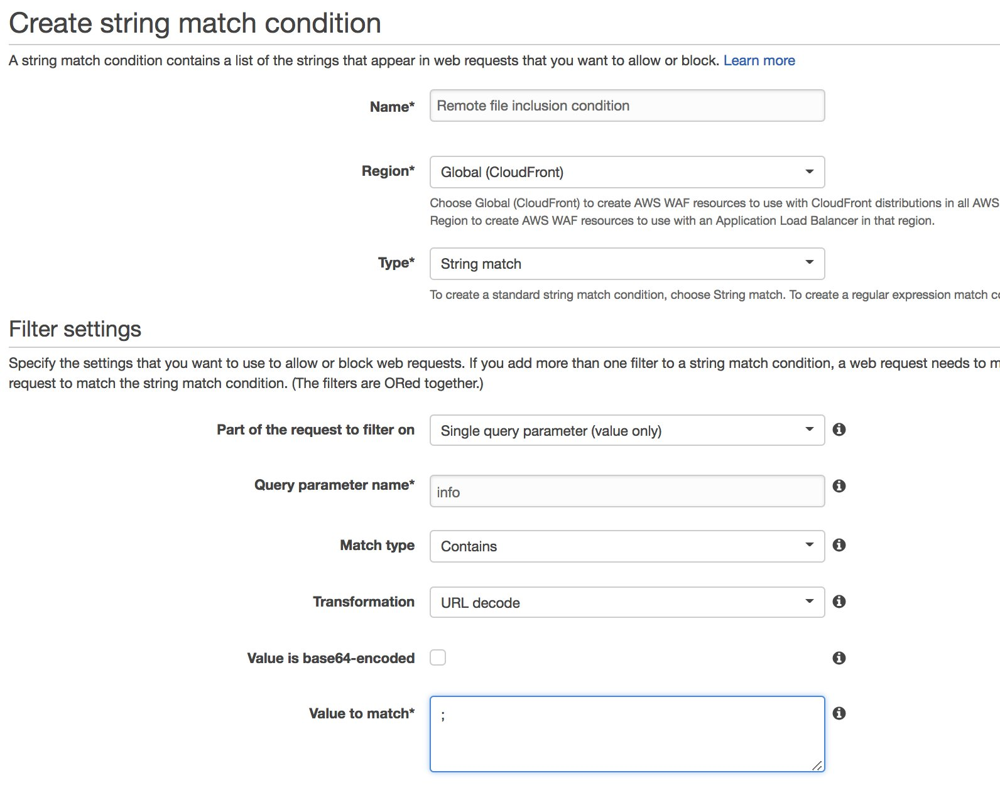 Create string match condition
A string match condition contains a list of the strings that appear in web requests that you want to allow or block. Learn more
Name* Remote file inclusion condition
Region* Global (CloudFront)
Choose Global (CloudFront) to create AWS WAF resources to use with CloudFront distributions in all AWS
Region to create AWS WAF resources to use with an Application Load Balancer in that region.
Type* String match
To create a standard string match condition, choose String match. To create a regular expression match
Filter settings
Specify the settings that you want to use to allow or block web requests. If you add more than one filter to a string match condition, a web request needs to
request to match the string match condition. (The filters are ORed together.)
Part of the request to filter on Single query parameter (value only)
Query parameter name* info
Match type Contains
Transformation URL decode
Value is base64-encoded
Value to match* ;